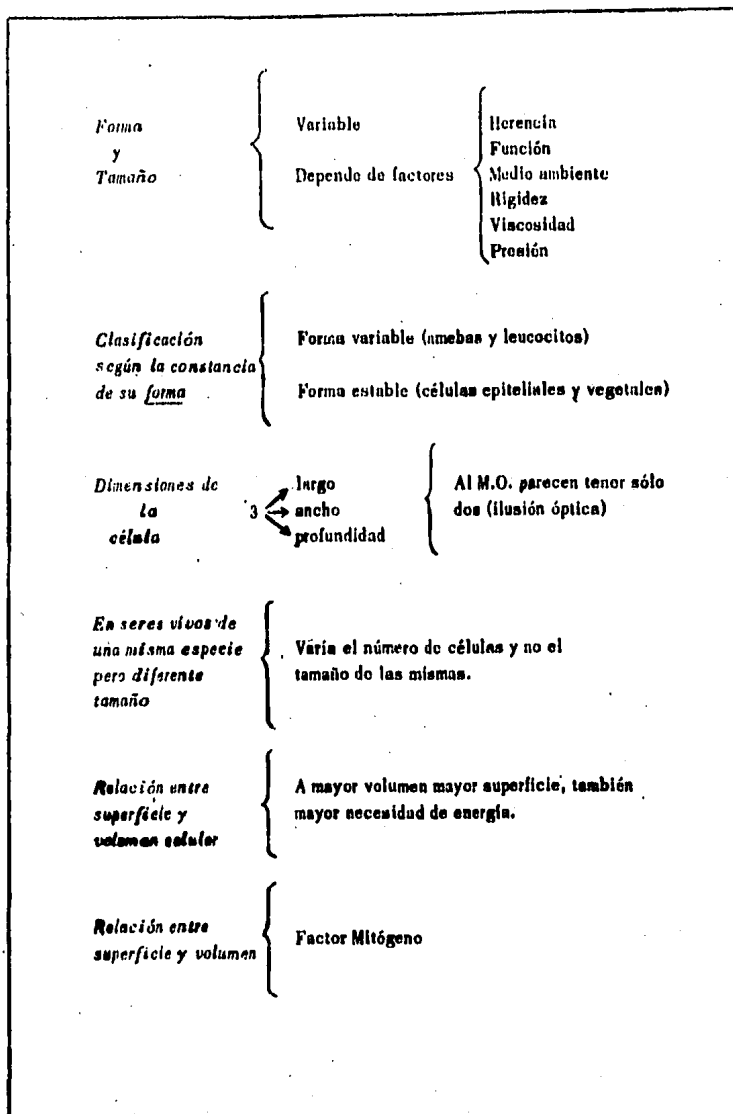 Forma
y
Tamaño
Variable
Depende de factores
Herencia
Función
Medio ambiente
Rigidez
Viscosidad
Presión
Clasificación
según la constancia
de su forma
Forma variable (amebas y leucocitos)
Forma estable (células epiteliales y vegetales)
Dimensiones de
la
célula
3
largo
ancho
profundidad
Al M.O. parecen tener sólo
dos (ilusión óptica)
En seres vivos de
una misma especie
pero diferente
tamaño
Varía el número de células y no el
tamaño de las mismas.
Relación entre
superficie y
volumen celular
A mayor volumen mayor superficie, también
mayor necesidad de energía.
Relación entre
superficie y volumen
Factor Mitógeno